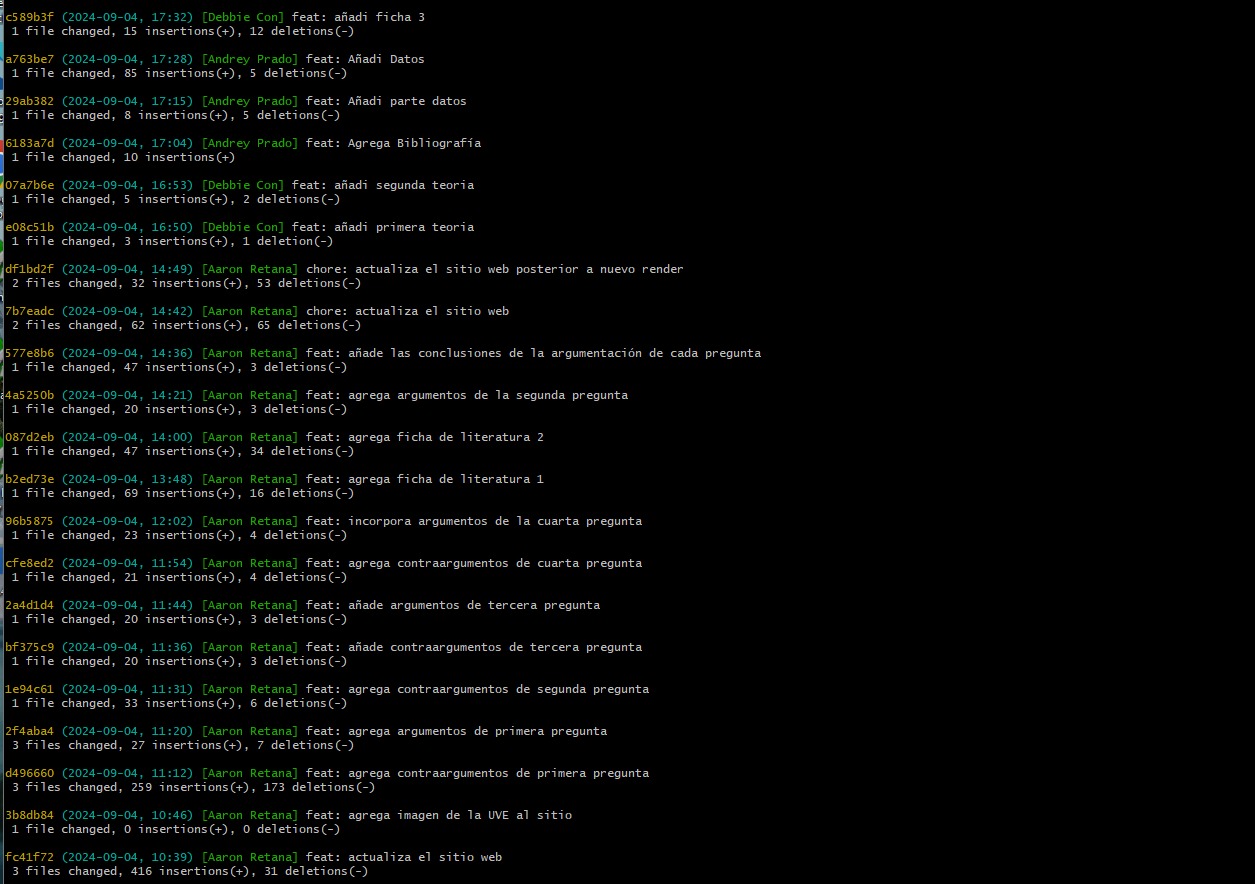 c589b3f (2024-09-04, 17:32) [Debbie Con] feat: añadi ficha 3
1 file changed, 15 insertions(+), 12 deletions(-)
a763be7 (2024-09-04, 17:28) [Andrey Prado] feat: Añadi Datos
1 file changed, 85 insertions(+), 5 deletions(-)
29ab382 (2024-09-04, 17:15) [Andrey Prado] feat: Añadi parte datos
1 file changed, 8 insertions(+), 5 deletions(-)
6183a7d (2024-09-04, 17:04) [Andrey Prado] feat: Agrega Bibliografía
1 file changed, 10 insertions(+)
07a7b6e (2024-09-04, 16:53) [Debbie Con] feat: añadi segunda teoria
1 file changed, 5 insertions(+), 2 deletions(-)
e08c51b (2024-09-04, 16:50) [Debbie Con] feat: añadi primera teoria
1 file changed, 3 insertions(+), 1 deletion(-)
df1bd2f (2024-09-04, 14:49) [Aaron Retana] chore: actualiza el sitio web posterior a nuevo render
2 files changed, 32 insertions(+), 53 deletions(-)
7b7eadc (2024-09-04, 14:42) [Aaron Retana] chore: actualiza el sitio web
2 files changed, 62 insertions(+), 65 deletions(-)
577e8b6 (2024-09-04, 14:36) [Aaron Retana] feat: añade las conclusiones de la argumentación de cada pregunta
1 file changed, 47 insertions(+), 3 deletions(-)
4a5250b (2024-09-04, 14:21) [Aaron Retana] feat: agrega argumentos de la segunda pregunta
1 file changed, 20 insertions(+), 3 deletions(-)
087d2eb (2024-09-04, 14:00) [Aaron Retana] feat: agrega ficha de literatura 2
1 file changed, 47 insertions(+), 34 deletions(-)
b2ed73e (2024-09-04, 13:48) [Aaron Retana] feat: agrega ficha de literatura 1
1 file changed, 69 insertions(+), 16 deletions(-)
96b5875 (2024-09-04, 12:02) [Aaron Retana] feat: incorpora argumentos de la cuarta pregunta
1 file changed, 23 insertions(+), 4 deletions(-)
cfe8ed2 (2024-09-04, 11:54) [Aaron Retana] feat: agrega contraargumentos de cuarta pregunta
1 file changed, 21 insertions(+), 4 deletions(-)
2a4d1d4 (2024-09-04, 11:44) [Aaron Retana] feat: añade argumentos de tercera pregunta
1 file changed, 20 insertions(+), 3 deletions(-)
bf375c9 (2024-09-04, 11:36) [Aaron Retana] feat: añade contraargumentos de tercera pregunta
1 file changed, 20 insertions(+), 3 deletions(-)
1e94c61 (2024-09-04, 11:31) [Aaron Retana] feat: agrega contraargumentos de segunda pregunta
1 file changed, 33 insertions(+), 6 deletions(-)
2f4aba4 (2024-09-04, 11:20) [Aaron Retana] feat: agrega argumentos de primera pregunta
3 files changed, 27 insertions(+), 7 deletions(-)
d496660 (2024-09-04, 11:12) [Aaron Retana] feat: agrega contraargumentos de primera pregunta
3 files changed, 259 insertions(+), 173 deletions(-)
3b8db84 (2024-09-04, 10:46) [Aaron Retana] feat: agrega imagen de la UVE al sitio
1 file changed, 0 insertions(+), 0 deletions(-)
fc41f72 (2024-09-04, 10:39) [Aaron Retana] feat: actualiza el sitio web
3 files changed, 416 insertions(+), 31 deletions(-)